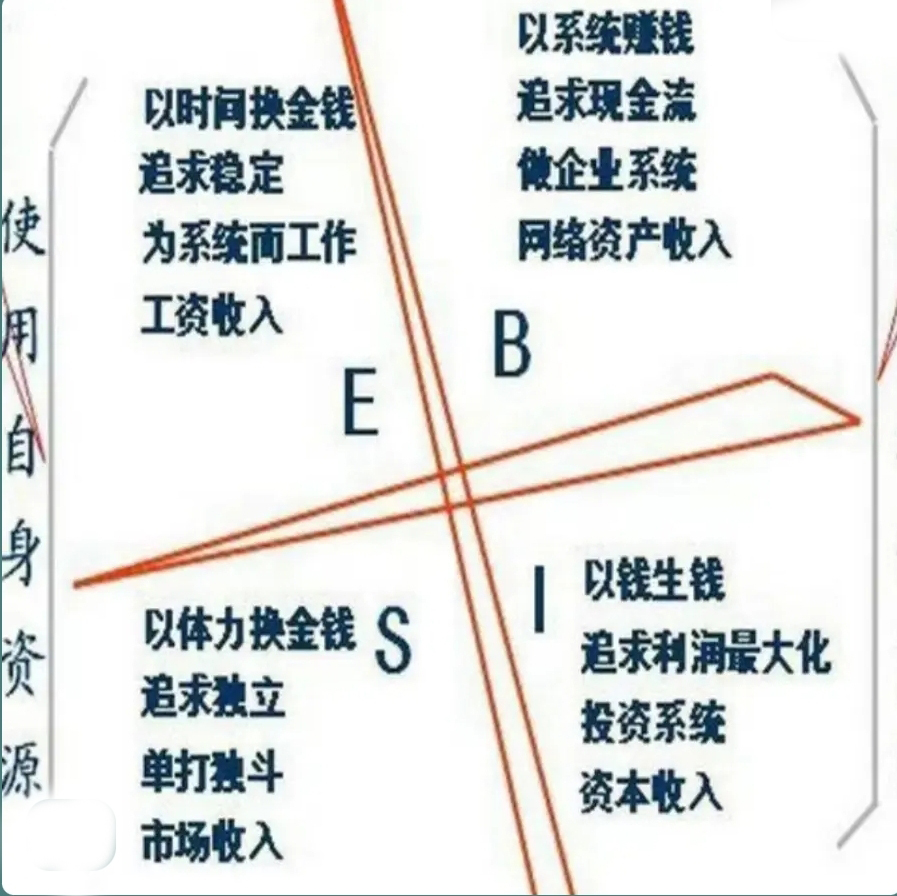 以时间换金钱
追求稳定
为系统而工作
工资收入
E
以系统赚钱
追求现金流
做企业系统
网络资产收入
B
使用自身资源
以体力换金钱
追求独立
单打独斗
市场收入
S
I
以钱生钱
追求利润最大化
投资系统
资本收入